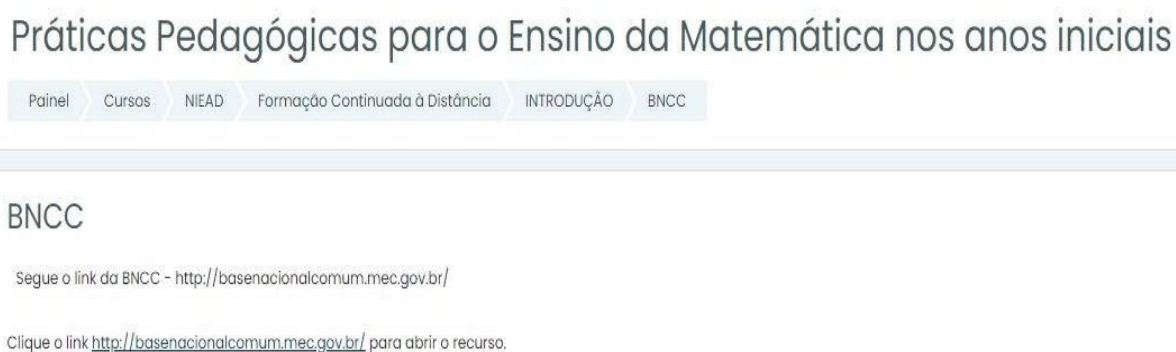 Práticas Pedagógicas para o Ensino da Matemática nos anos iniciais
Painel Cursos NIEAD Formação Continuada à Distância INTRODUÇÃO BNCC
BNCC
Segue o link da BNCC - http://basenacionalcomum.mec.gov.br/
Clique o link http://basenacionalcomum.mec.gov.br/ para abrir o recurso.